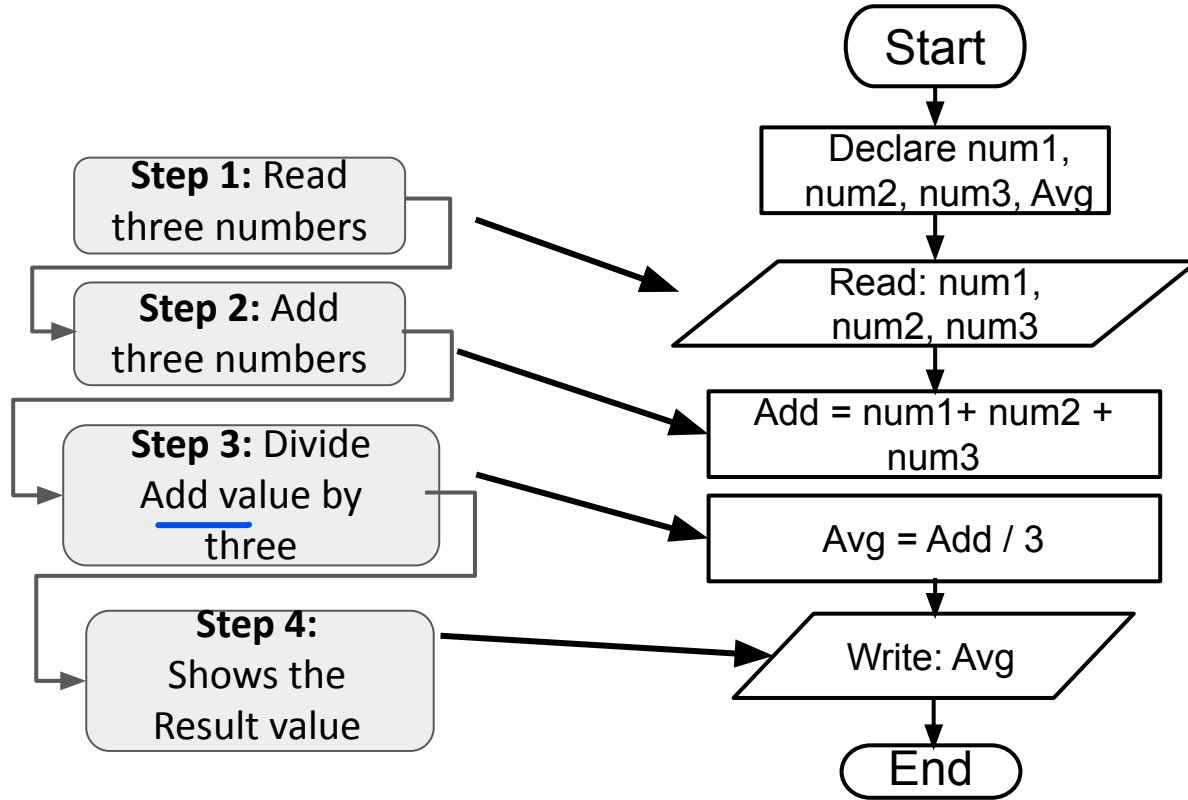 Step 1: Read
three numbers
Step 2: Add
three numbers
Step 3: Divide
Add value by
three
Step 4:
Shows the
Result value
Start
Declare num1,
num2, num3, Avg
Read: num1,
num2, num3
Add = num1+ num2 +
num3
Avg = Add / 3
Write: Avg
End